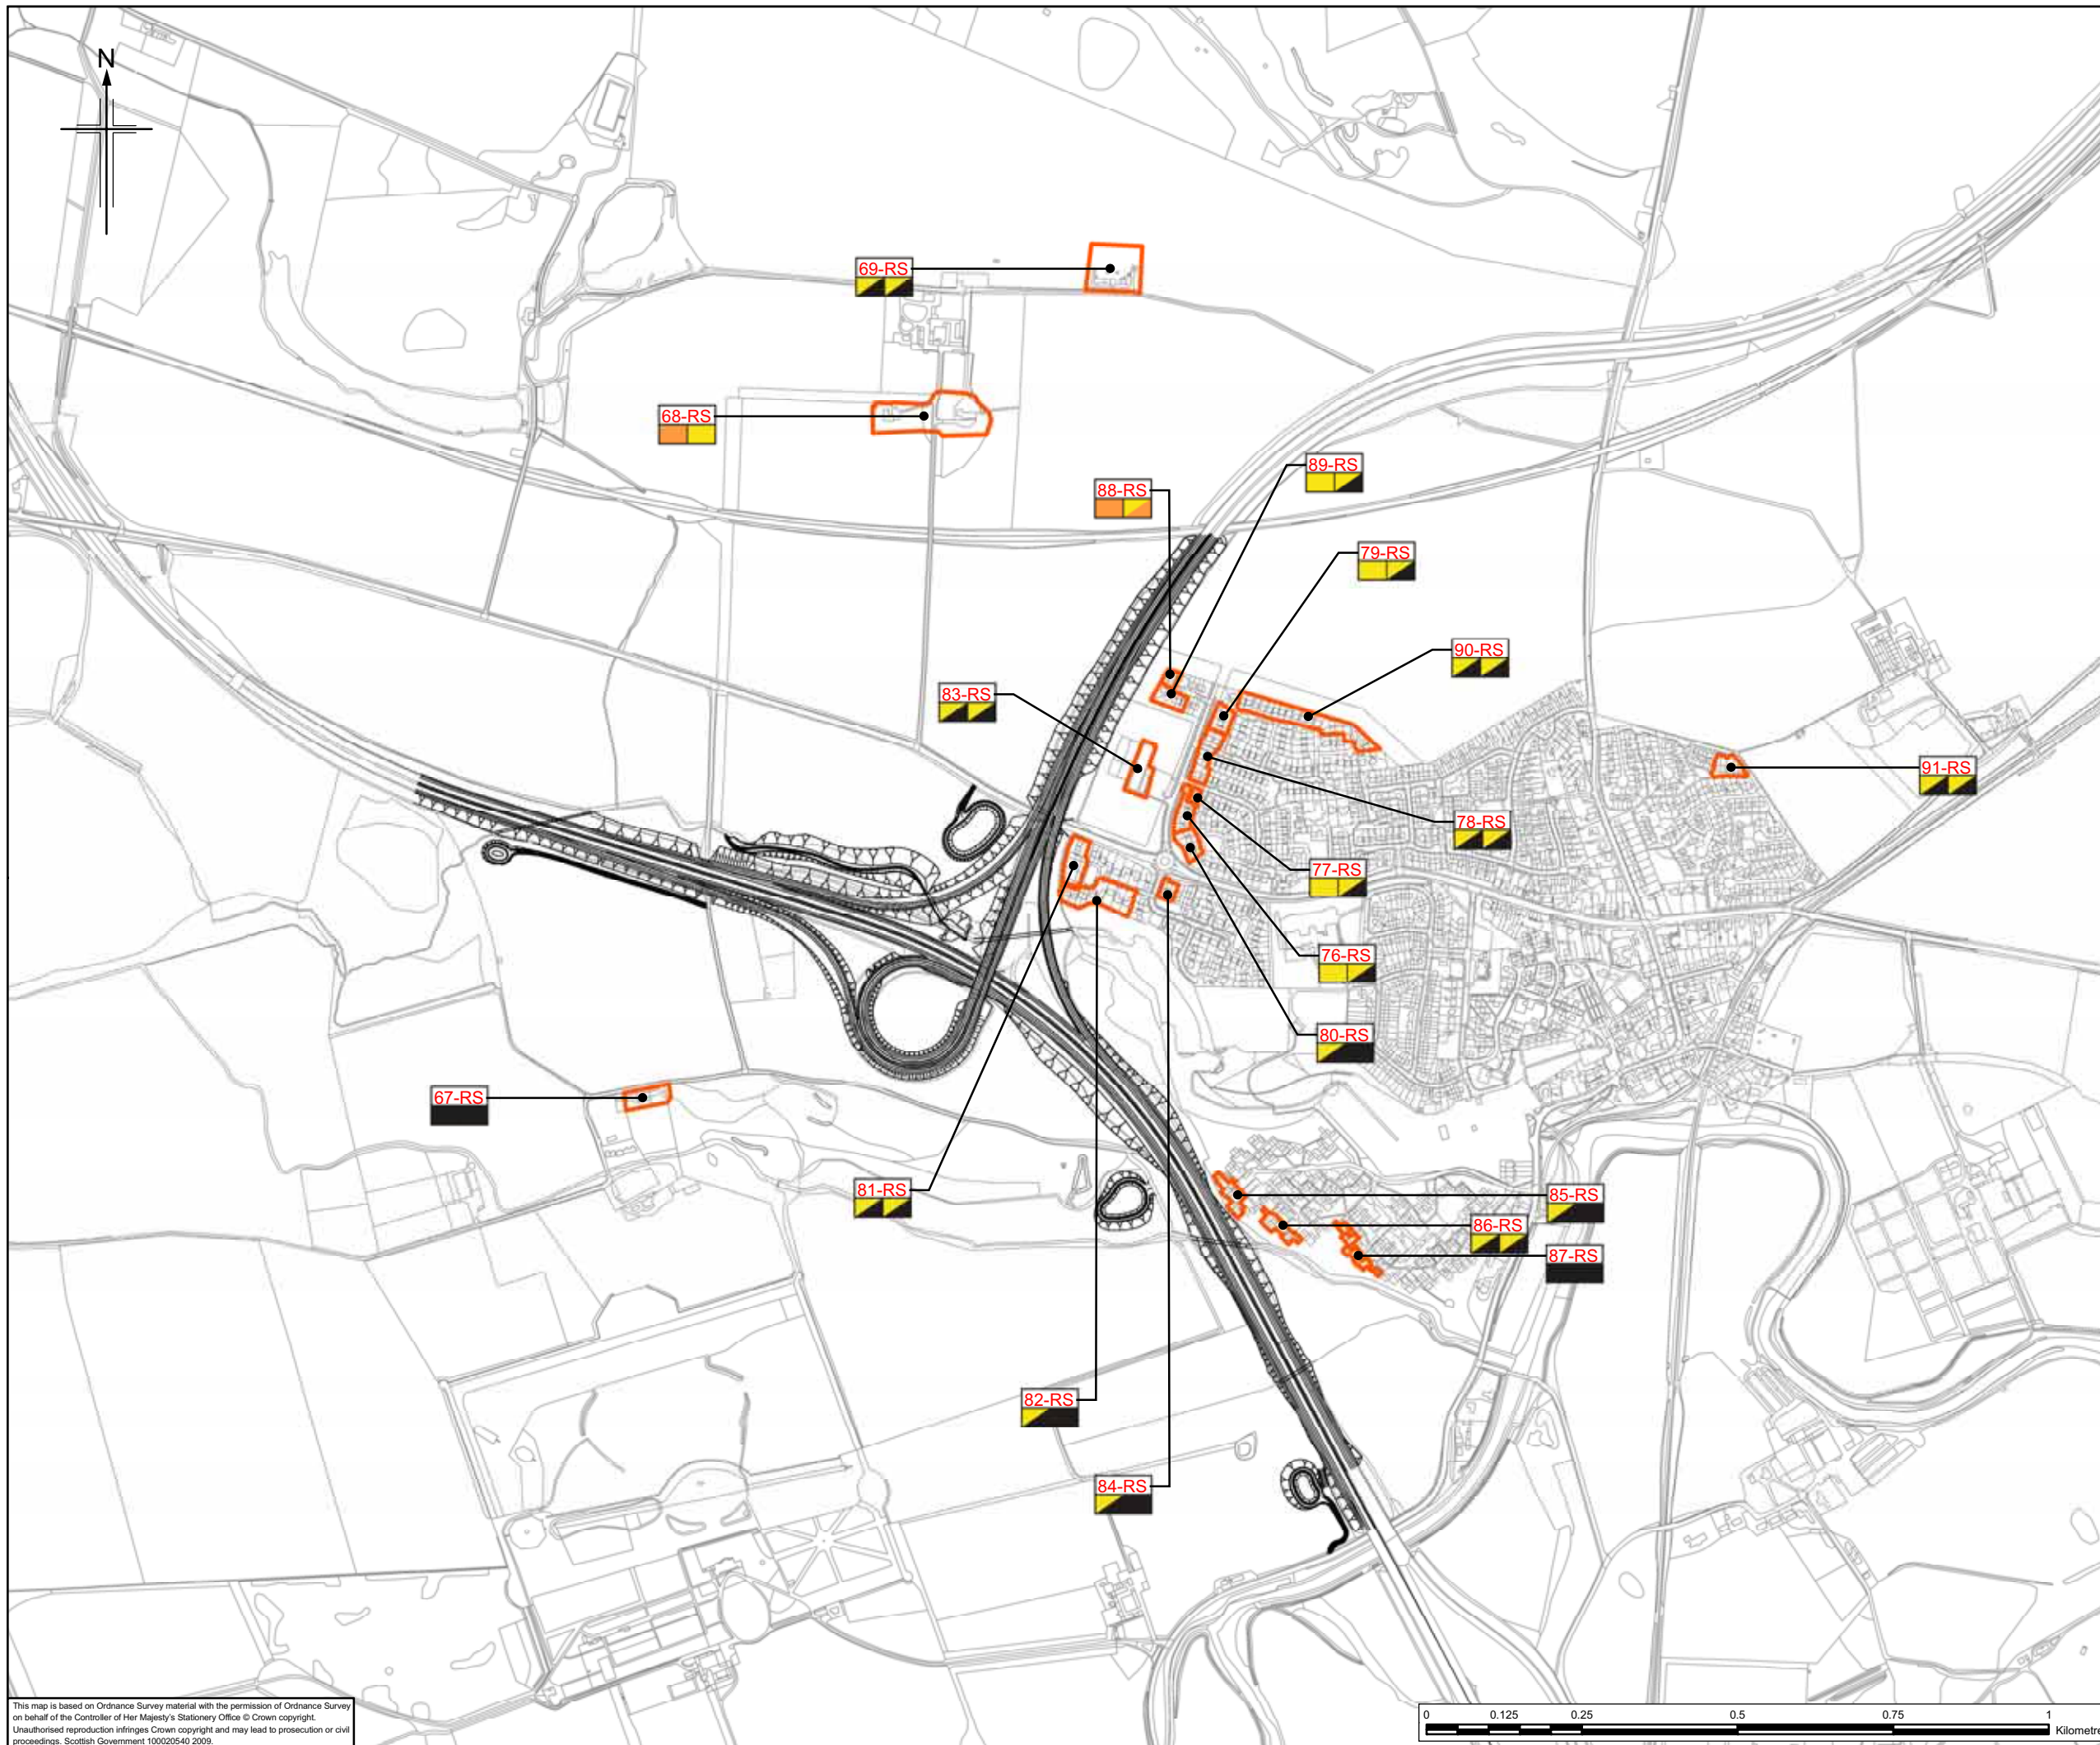 N
69-RS
68-RS
89-RS
88-RS
79-RS
90-RS
83-RS
91-RS
78-RS
77-RS
76-RS
80-RS
67-RS
81-RS
85-RS
86-RS
87-RS
82-RS
84-RS
This map is based on Ordnance Survey material with the permission of Ordnance Survey
on behalf of the Controller of Her Majesty's Stationery Office © Crown copyright.
Unauthorised reproduction infringes Crown copyright and may lead to prosecution or civil
proceedings. Scottish Government 100020540 2009.
0 0.125 0.25 0.5 0.75 1
Kilometre